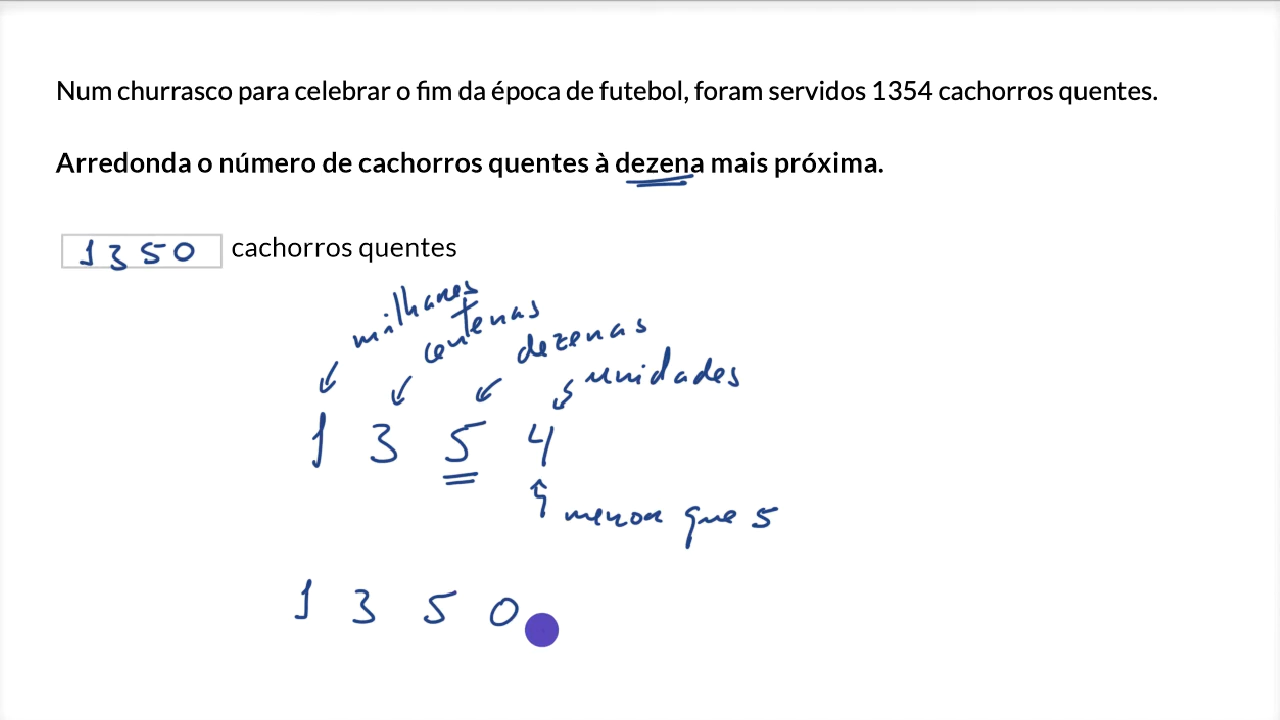 Num churrasco para celebrar o fim da época de futebol, foram servidos 1354 cachorros quentes.
Arredonda o número de cachorros quentes à dezena mais próxima.
1350 cachorros quentes
milhares
centenas
dezenas
unidades
1 3 5 4
menor que 5
1 3 5 0